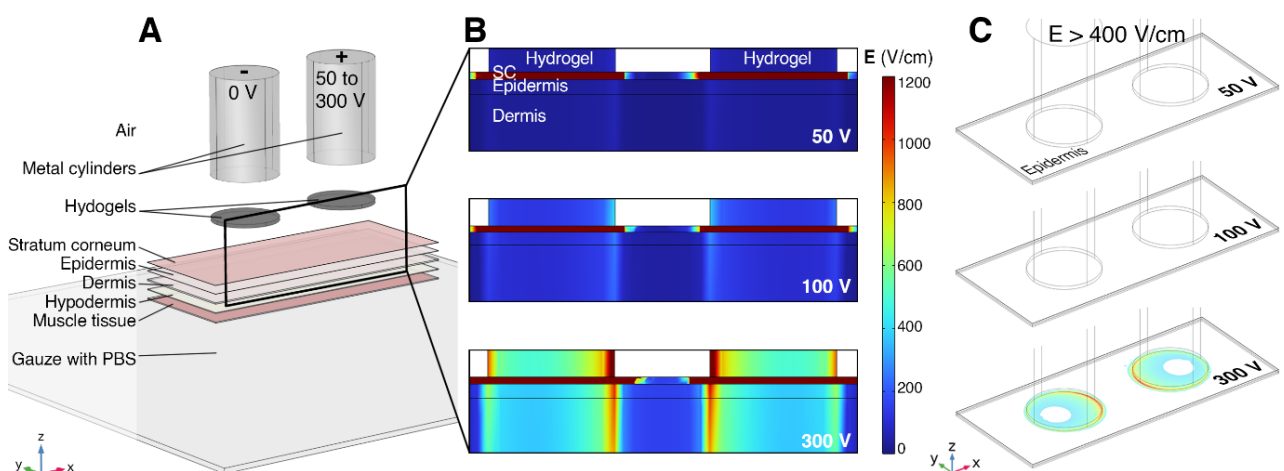 A
-
0 V
+
50 to
300 V
Air
Metal cylinders
Hydogels
Stratum corneum
Epidermis
Dermis
Hypodermis
Muscle tissue
Gauze with PBS
z
y
x
B
Hydrogel
Hydrogel
SC
Epidermis
Dermis
50 V
100 V
300 V
E (V/cm)
1200
1000
800
600
400
200
0
C
E > 400 V/cm
50 V
Epidermis
100 V
300 V
z
y
x